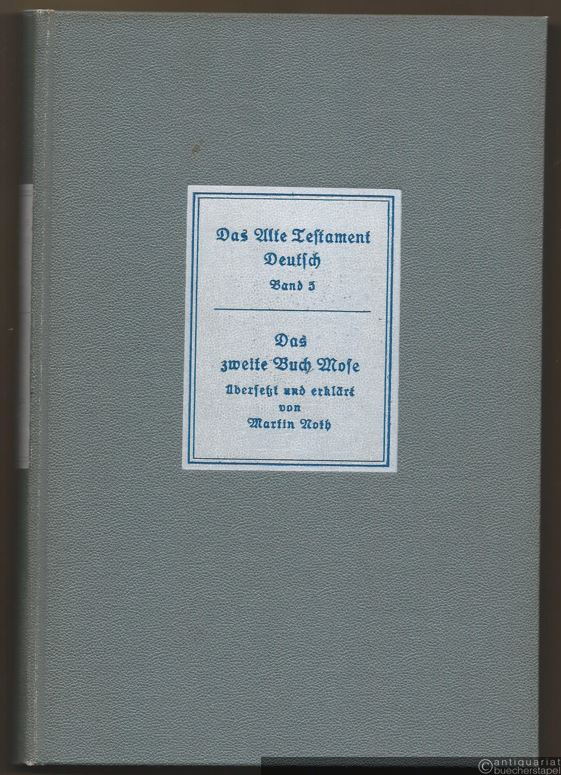 Das Alte Testament
Deutsch
Band 5
Das
zweite Buch Mose
Übersetzt und erklärt
von
Martin Noth
©antiquariat
buecherstapel